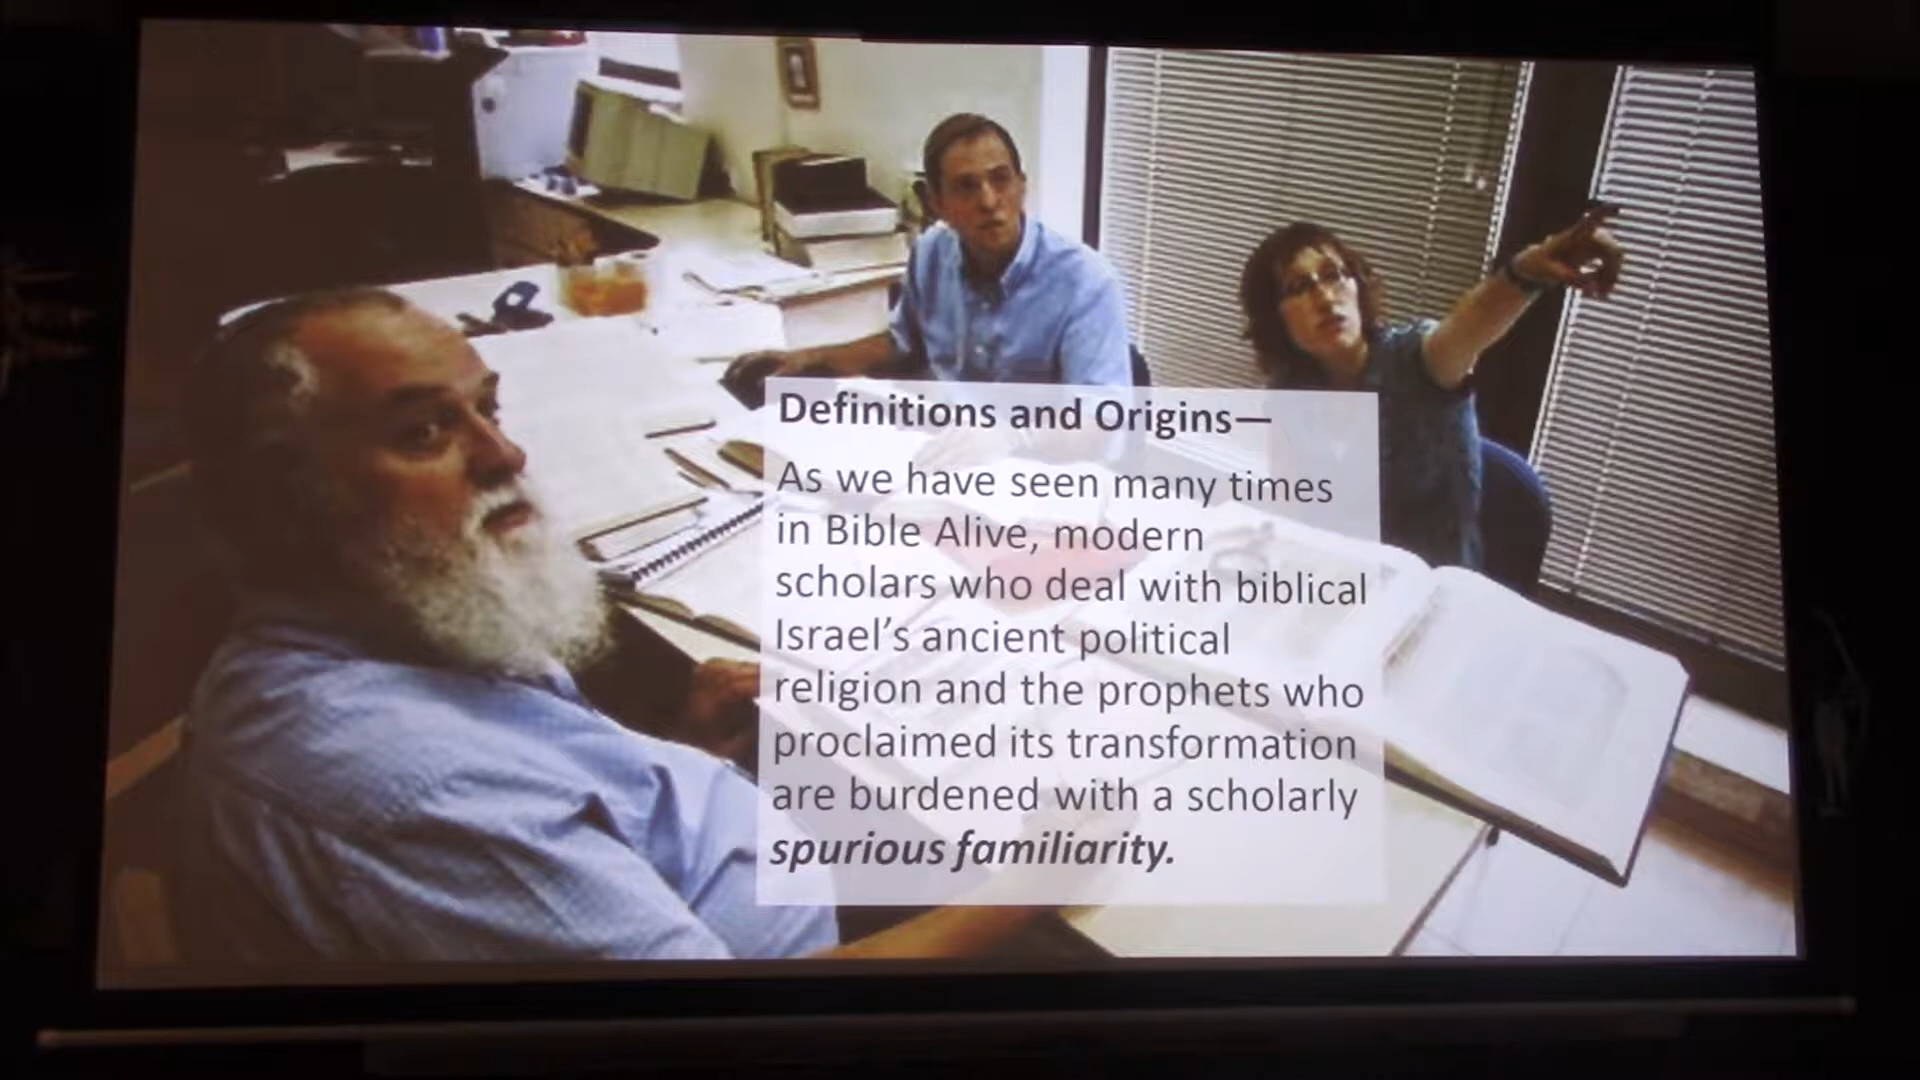 Definitions and Origins—
As we have seen many times
in Bible Alive, modern
scholars who deal with biblical
Israel’s ancient political
religion and the prophets who
proclaimed its transformation
are burdened with a scholarly
spurious familiarity.